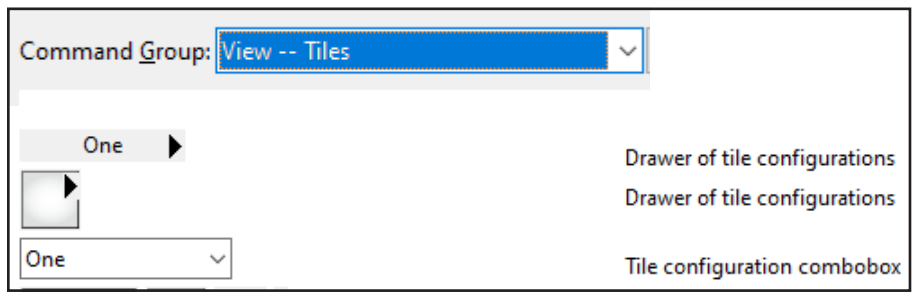 Command Group: View -- Tiles
One
Drawer of tile configurations
Drawer of tile configurations
One
Tile configuration combobox